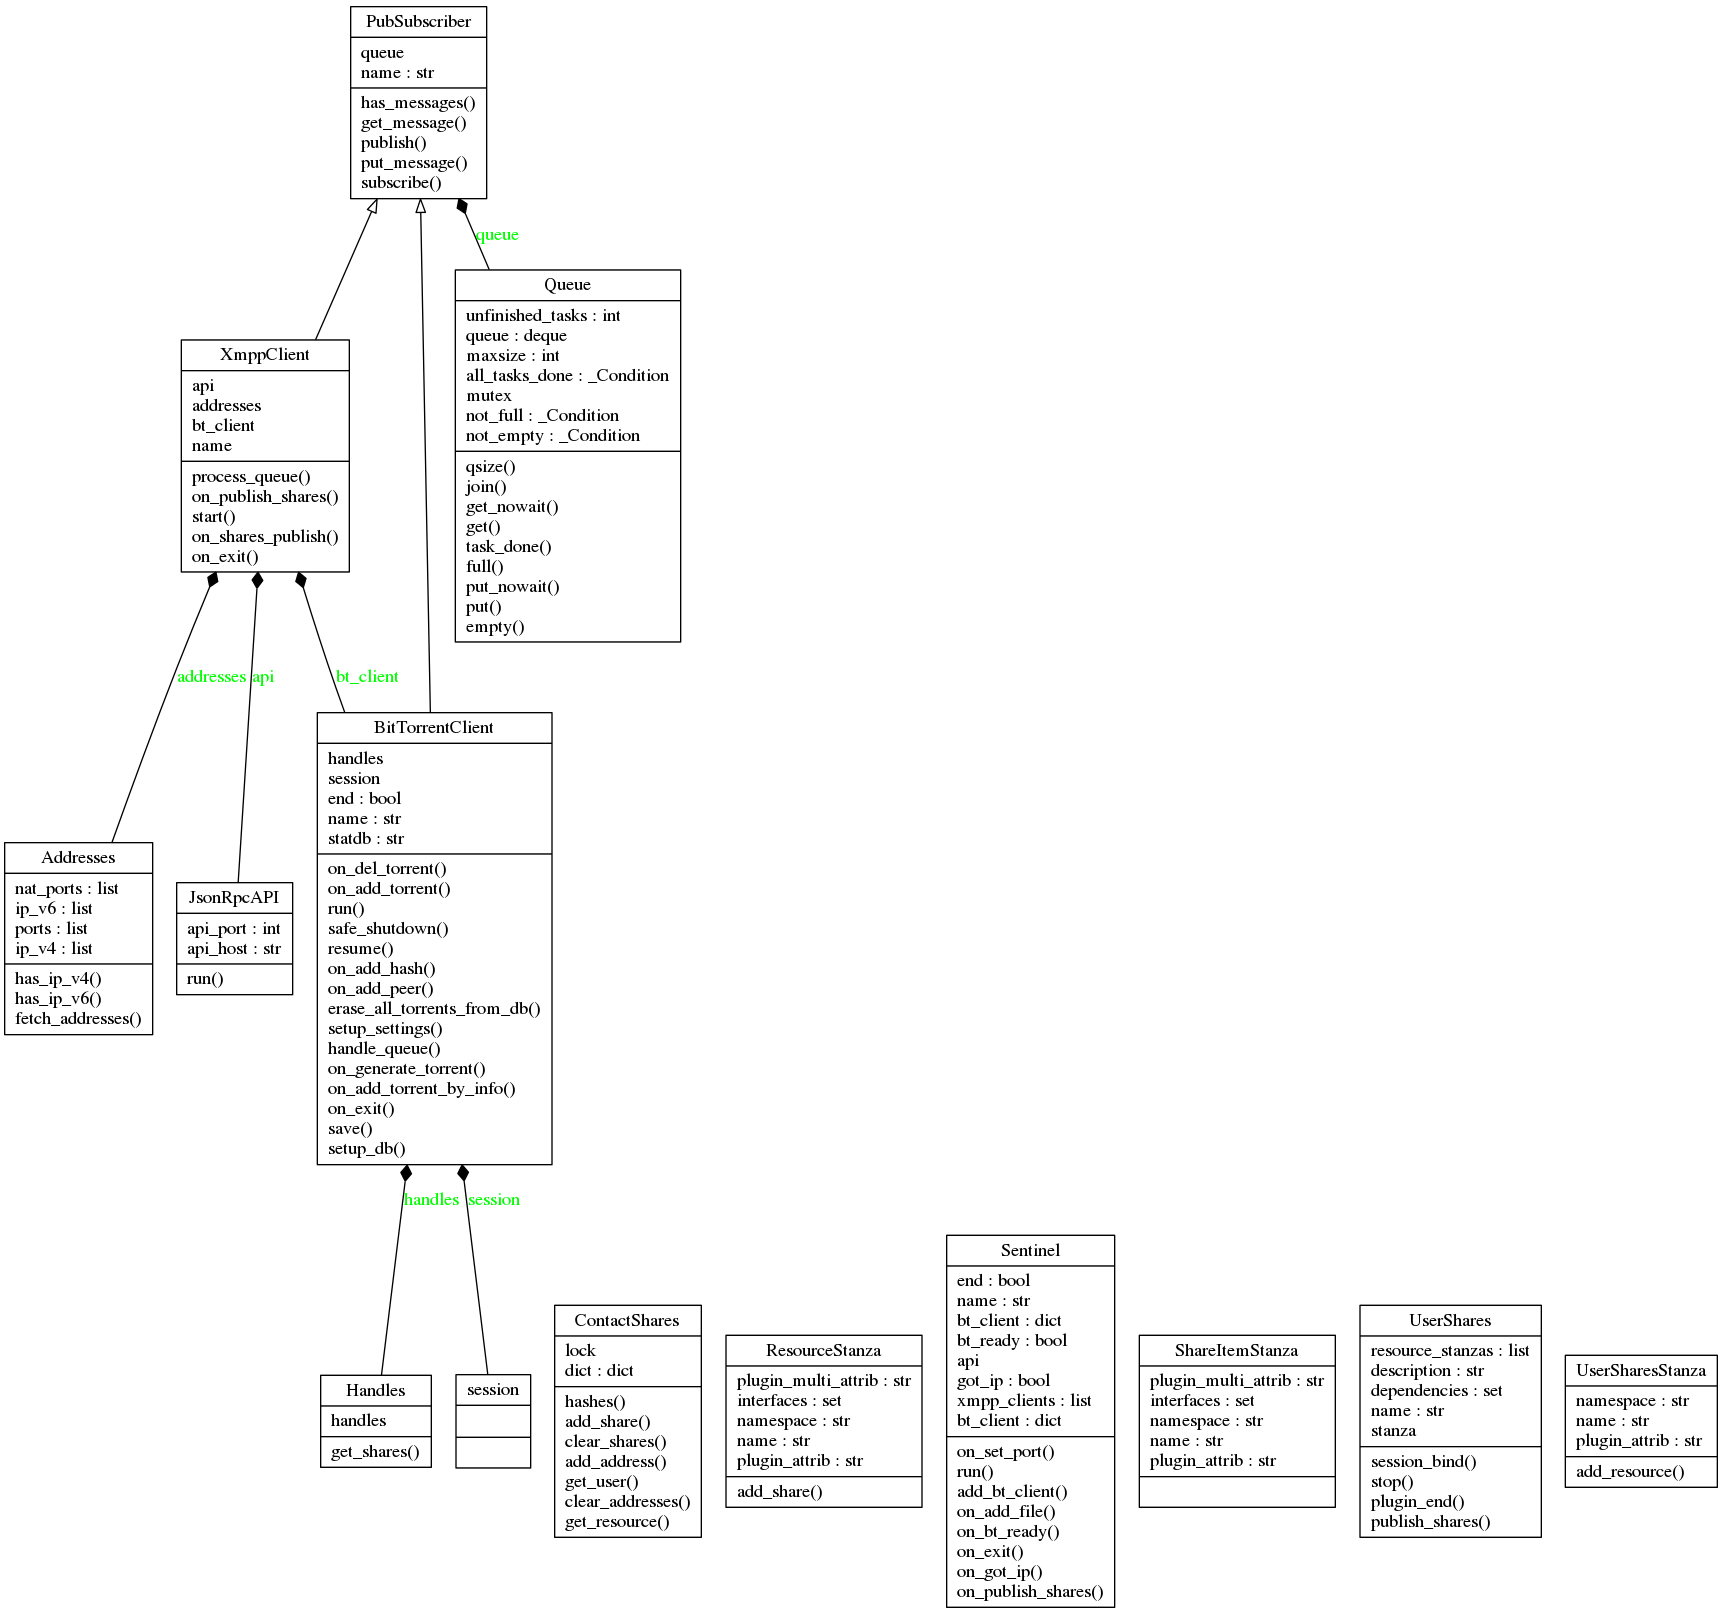 PubSubscriber
queue
name : str
has_messages()
get_message()
publish()
put_message()
subscribe()
queue
Queue
unfinished_tasks : int
queue : deque
maxsize : int
all_tasks_done : _Condition
mutex
not_full : _Condition
not_empty : _Condition
qsize()
join()
get_nowait()
get()
task_done()
full()
put_nowait()
put()
empty()
XmppClient
api
addresses
bt_client
name
process_queue()
on_publish_shares()
start()
on_shares_publish()
on_exit()
addresses
api
bt_client
BitTorrentClient
handles
session
end : bool
name : str
statdb : str
on_del_torrent()
on_add_torrent()
run()
safe_shutdown()
resume()
on_add_hash()
on_add_peer()
erase_all_torrents_from_db()
setup_settings()
handle_queue()
on_generate_torrent()
on_add_torrent_by_info()
on_exit()
save()
setup_db()
Addresses
nat_ports : list
ip_v6 : list
ports : list
ip_v4 : list
has_ip_v4()
has_ip_v6()
fetch_addresses()
JsonRpcAPI
api_port : int
api_host : str
run()
handles
session
Handles
handles
get_shares()
session
ContactShares
lock
dict : dict
hashes()
add_share()
clear_shares()
add_address()
get_user()
clear_addresses()
get_resource()
ResourceStanza
plugin_multi_attrib : str
interfaces : set
namespace : str
name : str
plugin_attrib : str
add_share()
Sentinel
end : bool
name : str
bt_client : dict
bt_ready : bool
api
got_ip : bool
xmpp_clients : list
bt_client : dict
on_set_port()
run()
add_bt_client()
on_add_file()
on_bt_ready()
on_exit()
on_got_ip()
on_publish_shares()
ShareItemStanza
plugin_multi_attrib : str
interfaces : set
namespace : str
name : str
plugin_attrib : str
UserShares
resource_stanzas : list
description : str
dependencies : set
name : str
stanza
session_bind()
stop()
plugin_end()
publish_shares()
UserSharesStanza
namespace : str
name : str
plugin_attrib : str
add_resource()